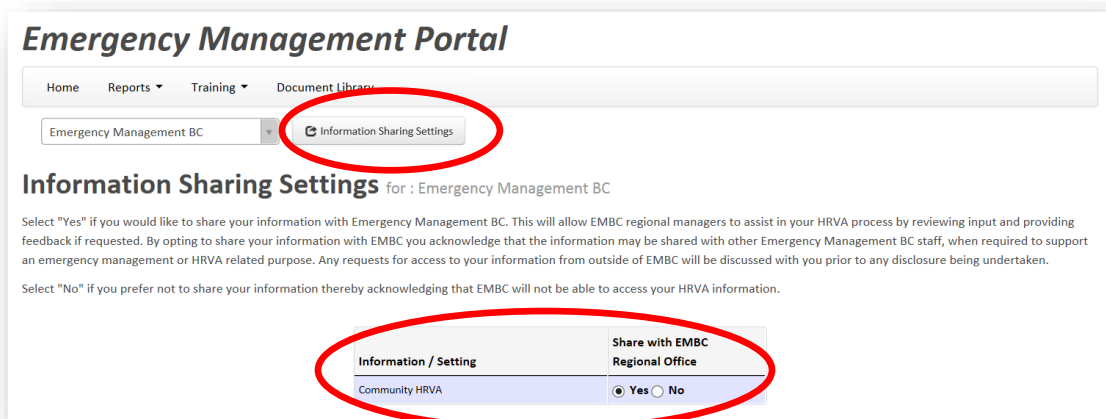 Emergency Management Portal
Home Reports Training Document Library
Emergency Management BC Information Sharing Settings
Information Sharing Settings for : Emergency Management BC
Select "Yes" if you would like to share your information with Emergency Management BC. This will allow EMBC regional managers to assist in your HRVA process by reviewing input and providing
feedback if requested. By opting to share your information with EMBC you acknowledge that the information may be shared with other Emergency Management BC staff, when required to support
an emergency management or HRVA related purpose. Any requests for access to your information from outside of EMBC will be discussed with you prior to any disclosure being undertaken.
Select "No" if you prefer not to share your information thereby acknowledging that EMBC will not be able to access your HRVA information.
Share with EMBC
Information / Setting Regional Office
Community HRVA Yes No